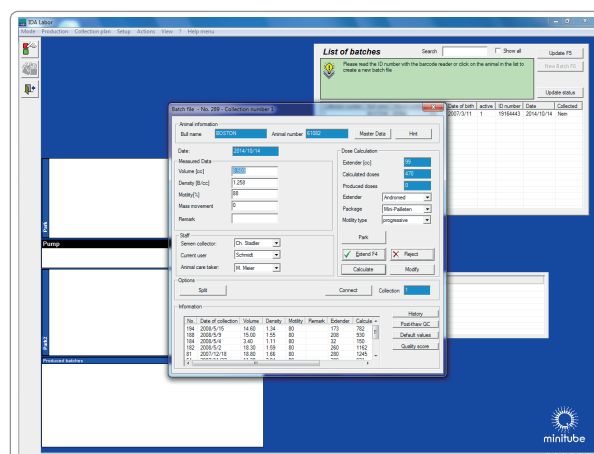 IDA Labor
Mode Production Collection plan Setup Actions View ? Help menu
List of batches Search Show all Update F5
Please read the ID number with the barcode reader or click on the animal in the list to
create a new batch file
New Batch F6
Update status
Date of birth active ID number Date Collected
2007/3/11 1 19164443 2014/10/14 Nein
Batch file - No. 289 - Collection number 1
Animal information
Bull name BOSTON Animal number 61682 Master Data Hint
Date: 2014/10/14
Measured Data
Volume [cc]
Density [B/cc] 1.258
Motility[%] 68
Mass movement 0
Remark
Dose Calculation
Extender [cc] 99
Calculated doses 470
Produced doses 0
Extender Andromed
Package Mini-Pailleten
Motility type progressive
Park
Extend F4 Reject
Calculate Modify
Staff
Semen collector: Ch. Stadler
Current user Schmidt
Animal care taker: M. Meier
Options
Split Connect Collection 1
Information
No. Date of collection Volume Density Motility Remark Extender Calcula
194 2008/5/15 14.60 1.34 80 173 782
188 2008/5/9 15.00 1.55 80 208 930
184 2008/5/4 3.40 1.11 80 32 150
182 2008/5/2 18.30 1.59 80 260 1162
81 2007/12/18 18.80 1.66 80 280 1245
History
Post-thaw QC
Default values
Quality score
Park
Pump
Park2
Produced batches
minitube